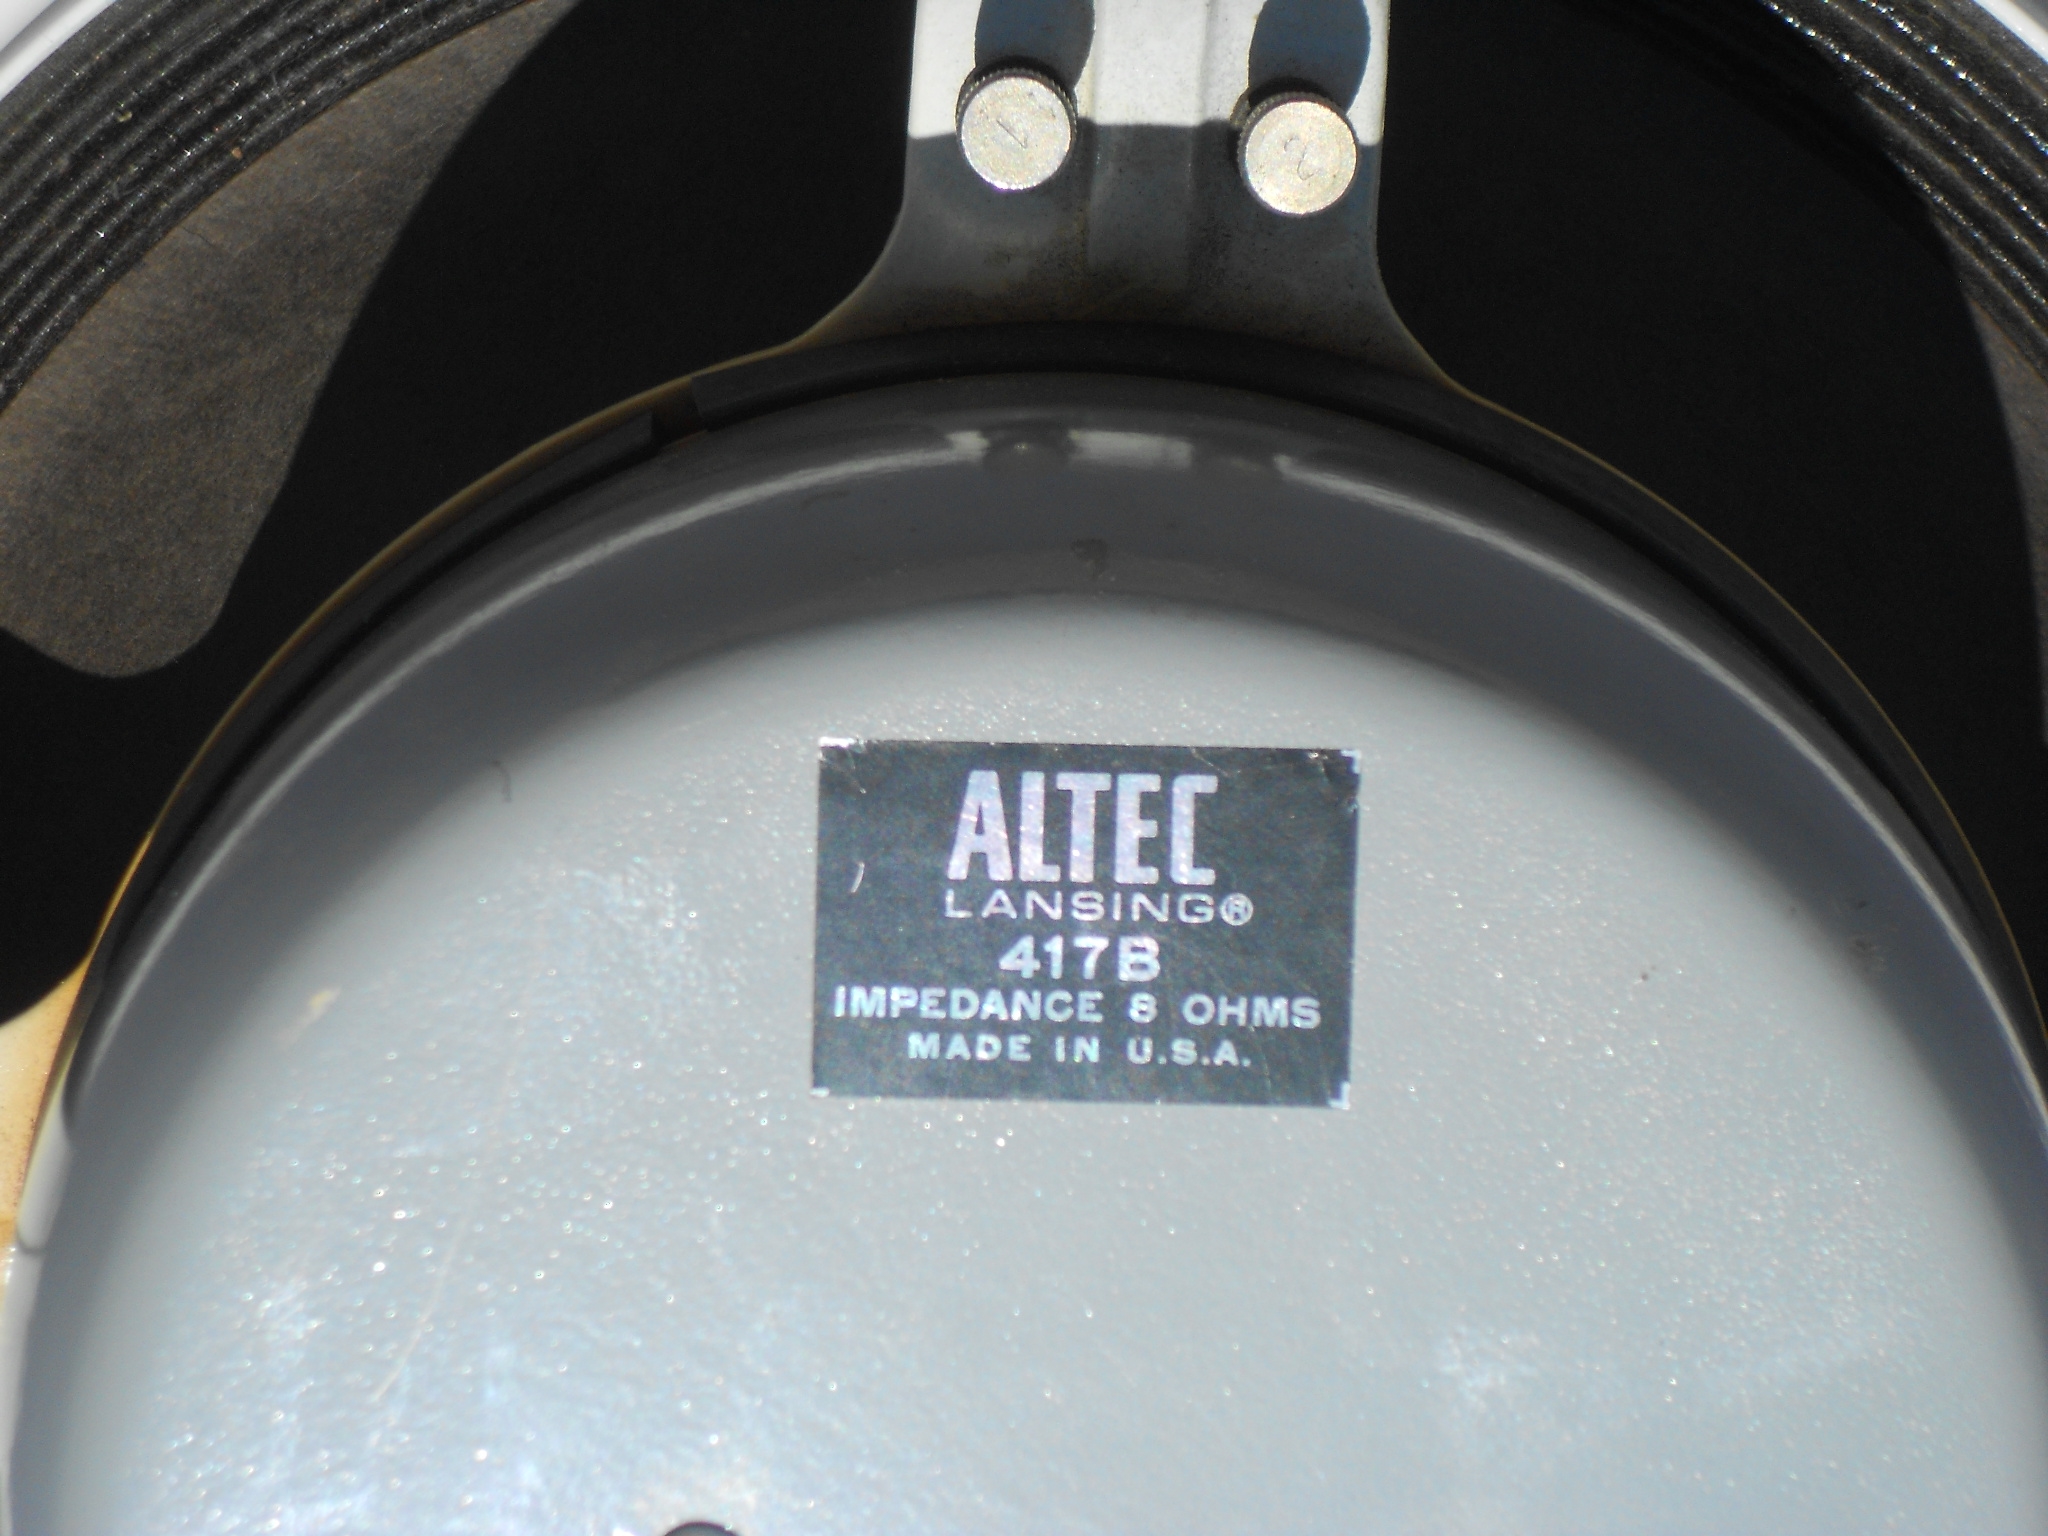 ALTEC
LANSING®
417B
IMPEDANCE 8 OHMS
MADE IN U.S.A.